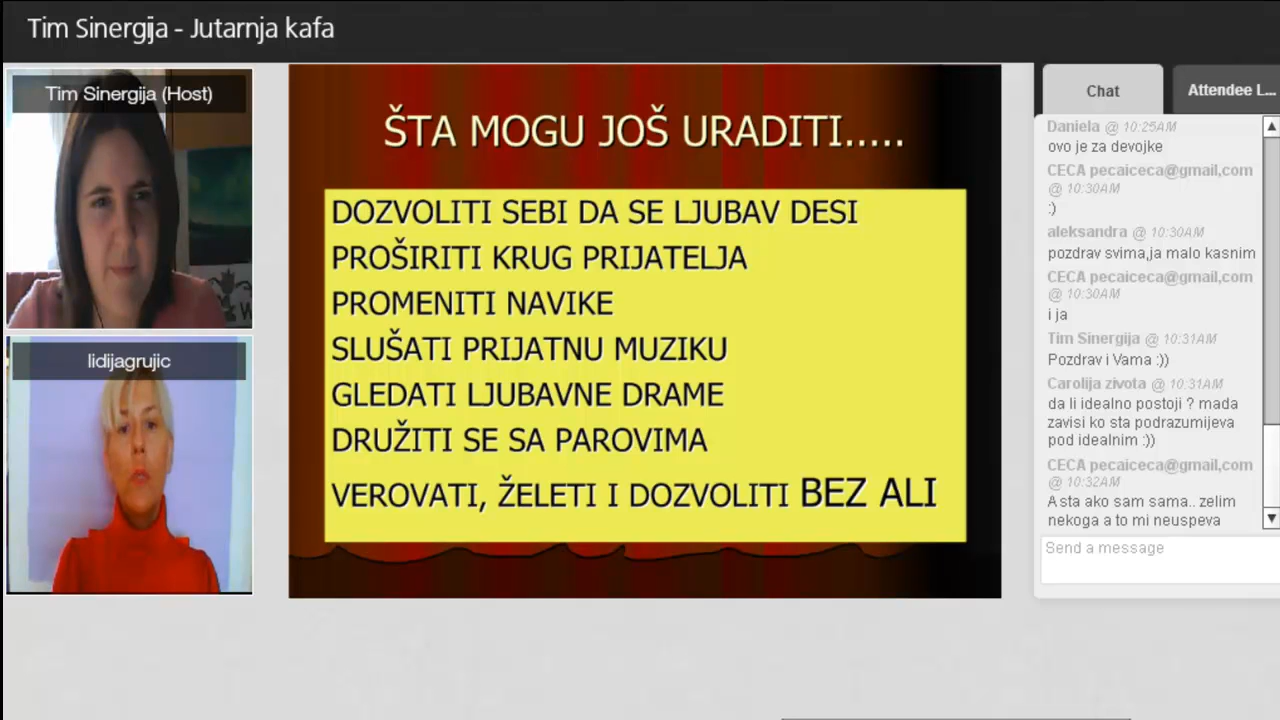 Tim Sinergija - Jutarnja kafa
Tim Sinergija (Host)
lidijagrujic
ŠTA MOGU JOŠ URADITI.....
DOZVOLITI SEBI DA SE LJUBAV DESI
PROŠIRITI KRUG PRIJATELJA
PROMENITI NAVIKE
SLUŠATI PRIJATNU MUZIKU
GLEDATI LJUBAVNE DRAME
DRUŽITI SE SA PAROVIMA
VEROVATI, ŽELETI I DOZVOLITI BEZ ALI
Chat
Attendee L...
Daniela @ 10:25AM
ovo je za devojke
CECA pecaiceca@gmail,com
@ 10:30AM
:)
aleksandra @ 10:30AM
pozdrav svima,ja malo kasnim
CECA pecaiceca@gmail,com
@ 10:30AM
i ja
Tim Sinergija @ 10:31AM
Pozdrav i Vama :))
Carolija zivota @ 10:31AM
da li idealno postoji ? mada
zavisi ko sta podrazumijeva
pod idealnim :))
CECA pecaiceca@gmail,com
@ 10:32AM
A sta ako sam sama.. zelim
nekoga a to mi neuspeva
Send a message